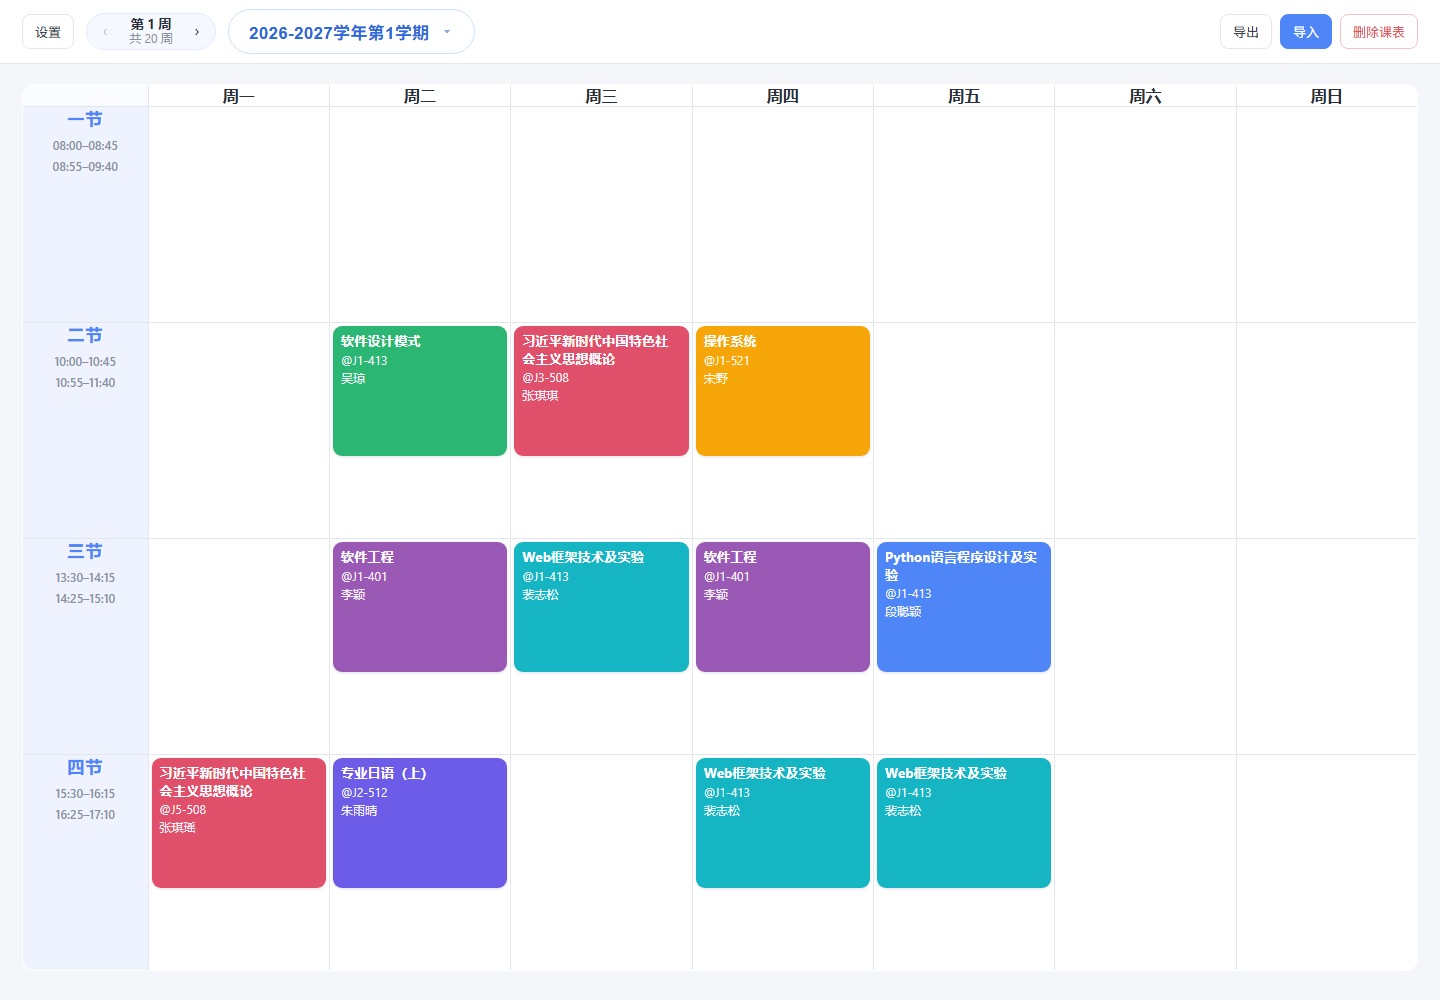 设置
‹
第 1 周
共 20 周
›
2026-2027学年第1学期
导出
导入
删除课表
周一
周二
周三
周四
周五
周六
周日
一节
08:00–08:45
08:55–09:40
二节
10:00–10:45
10:55–11:40
软件设计模式
@J1-413
吴琼
习近平新时代中国特色社
会主义思想概论
@J3-508
张琪琪
操作系统
@J1-521
宋野
三节
13:30–14:15
14:25–15:10
软件工程
@J1-401
李颖
Web框架技术及实验
@J1-413
裴志松
软件工程
@J1-401
李颖
Python语言程序设计及实
验
@J1-413
段聪颖
四节
15:30–16:15
16:25–17:10
习近平新时代中国特色社
会主义思想概论
@J5-508
张琪瑶
专业日语（上）
@J2-512
朱雨晴
Web框架技术及实验
@J1-413
裴志松
Web框架技术及实验
@J1-413
裴志松